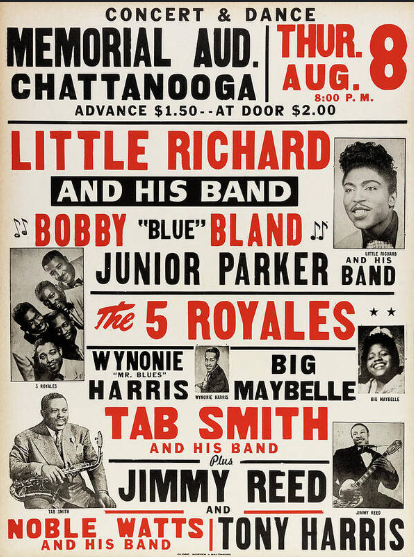 CONCERT & DANCE
MEMORIAL AUD.
CHATTANOOGA
THUR.
AUG. 8
8:00 P. M.
ADVANCE $1.50--AT DOOR $2.00
LITTLE RICHARD
AND HIS BAND
LITTLE RICHARD
BOBBY "BLUE" BLAND
JUNIOR PARKER
AND HIS
BAND
The 5 ROYALES
5 ROYALES
WYNONIE
"MR. BLUES"
HARRIS
WYNONIE HARRIS
BIG
MAYBELLE
BIG MAYBELLE
TAB SMITH
AND HIS BAND
TAB SMITH
Plus
JIMMY REED
JIMMY REED
AND
NOBLE WATTS
AND HIS BAND
TONY HARRIS